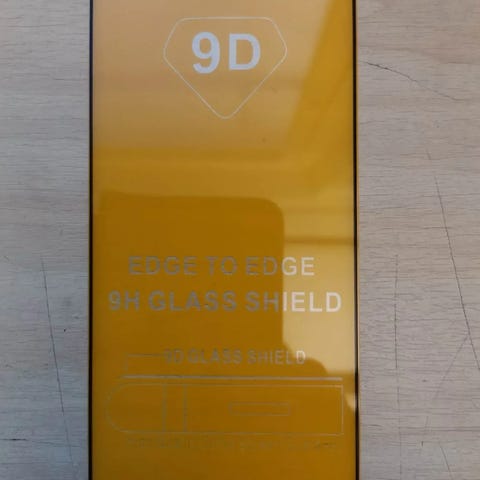 9D
EDGE TO EDGE
9H GLASS SHIELD
9D GLASS SHIELD